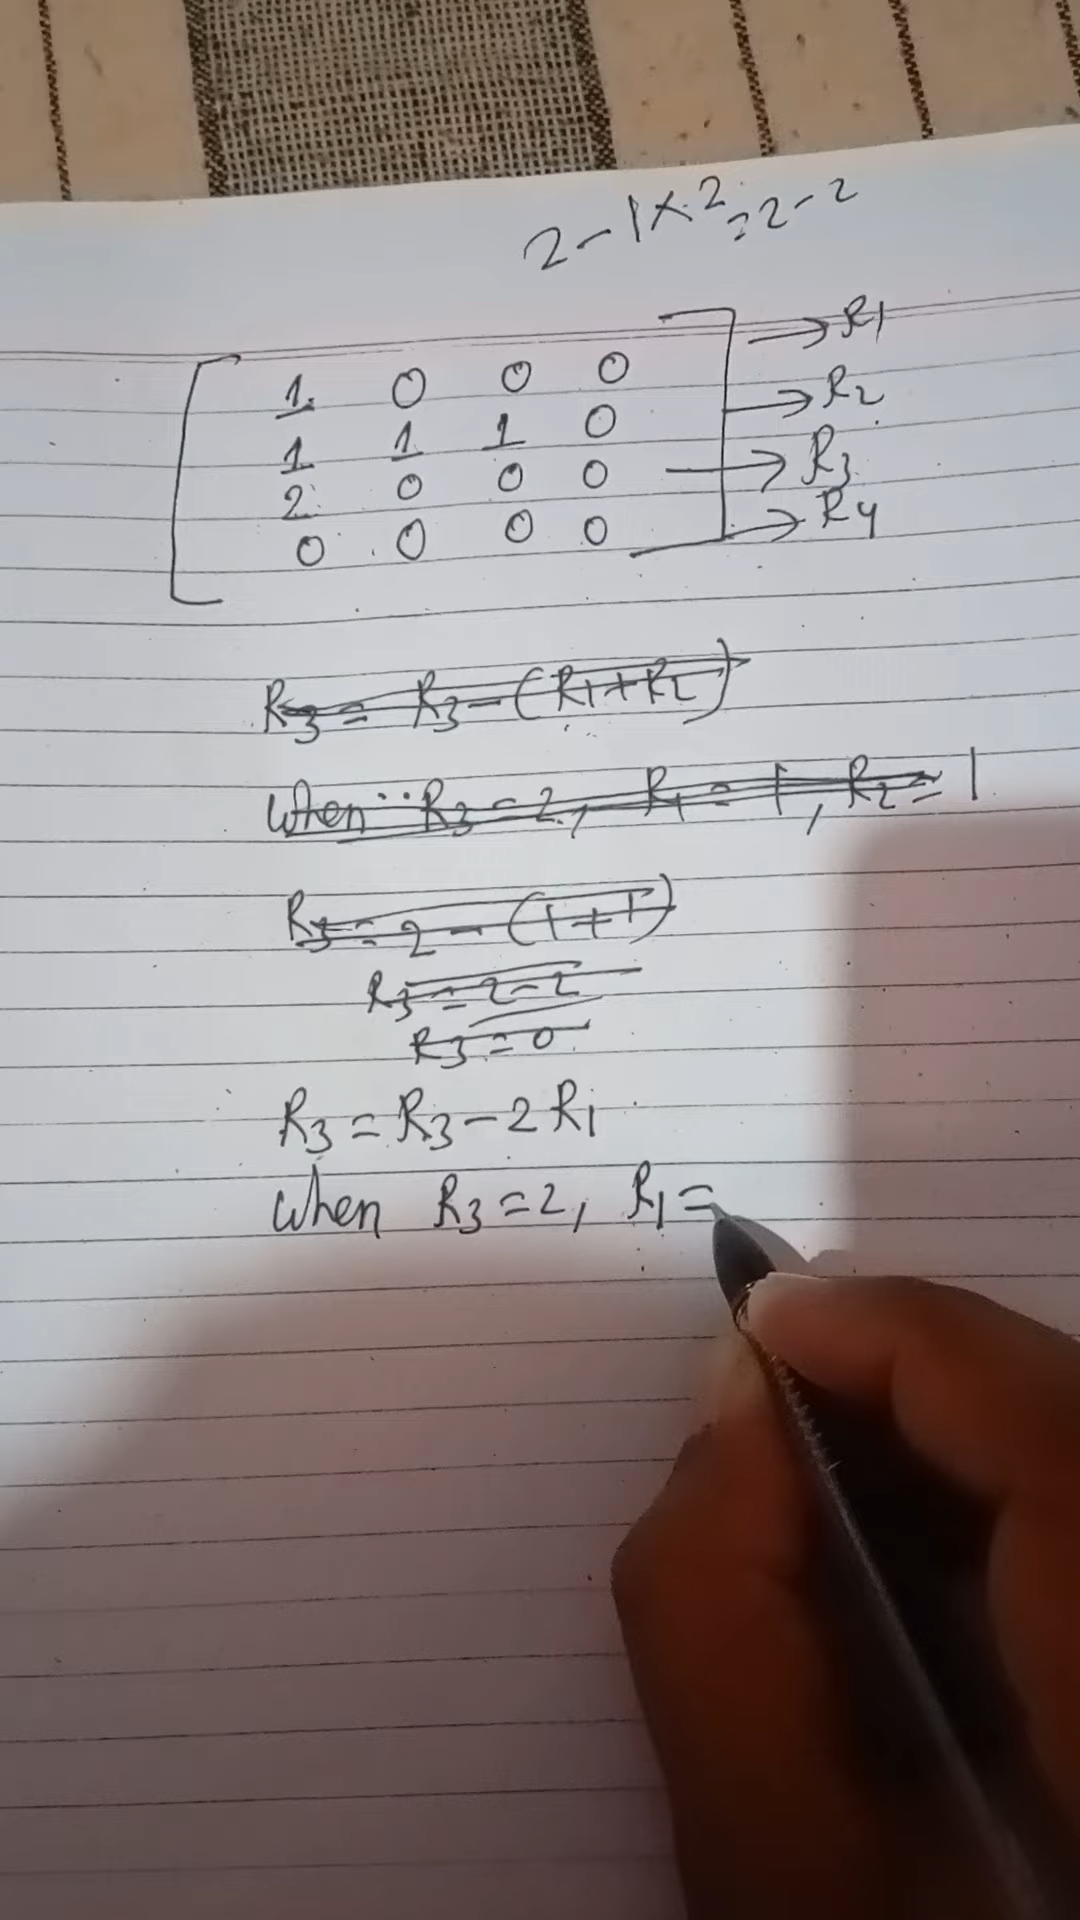 2-1×2=2-2
1 0 0 0 → R1
1 1 1 0 → R2
2 0 0 0 → R3
0 0 0 0 → R4
R3 = R3-(R1+R2)
when R3=2, R1=1, R2=1
R3=2-(1+1)
R3=2-2
R3=0
R3=R3-2R1
when R3=2, R1=